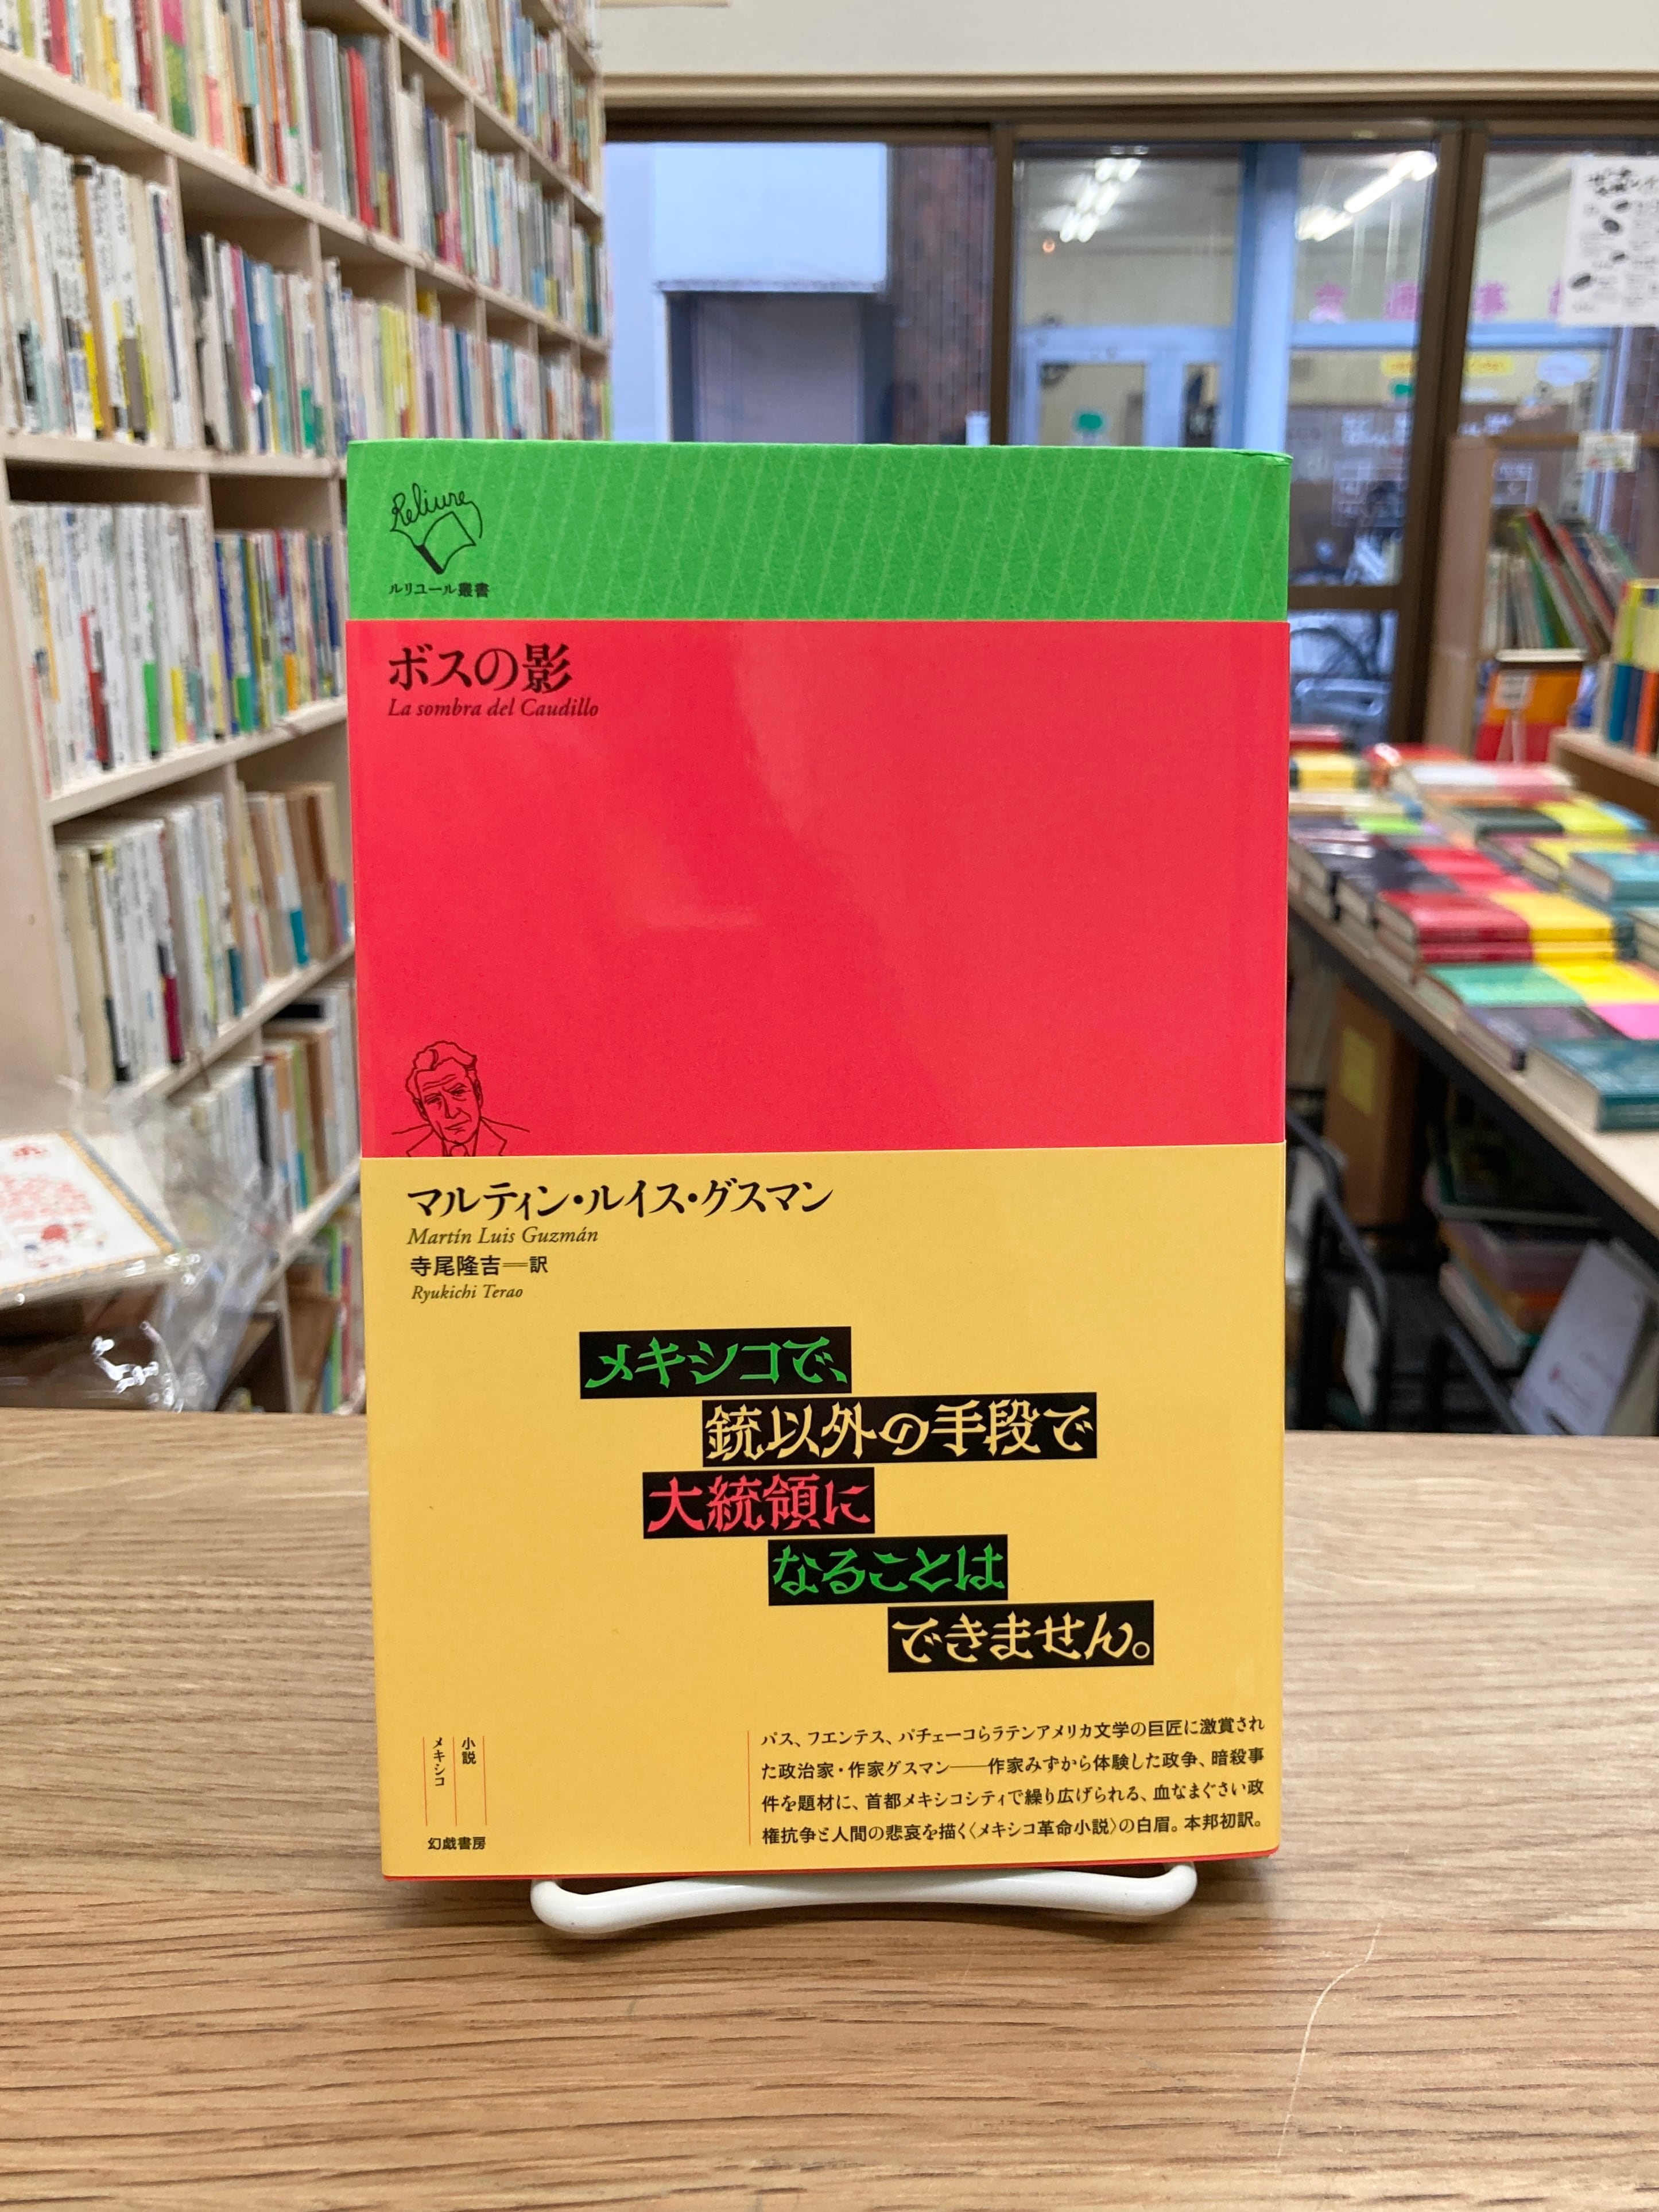 Reliure
ルリユール叢書
ボスの影
La sombra del Caudillo
マルティン・ルイス・グスマン
Martín Luis Guzmán
寺尾隆吉──訳
Ryukichi Terao
メキシコで、
銃以外の手段で
大統領に
なることは
できません。
小説
メキシコ
幻戯書房
パス、フエンテス、パチェーコらラテンアメリカ文学の巨匠に激賞され
た政治家・作家グスマン──作家みずから体験した政争、暗殺事
件を題材に、首都メキシコシティで繰り広げられる、血なまぐさい政
権抗争と人間の悲哀を描く〈メキシコ革命小説〉の白眉。本邦初訳。